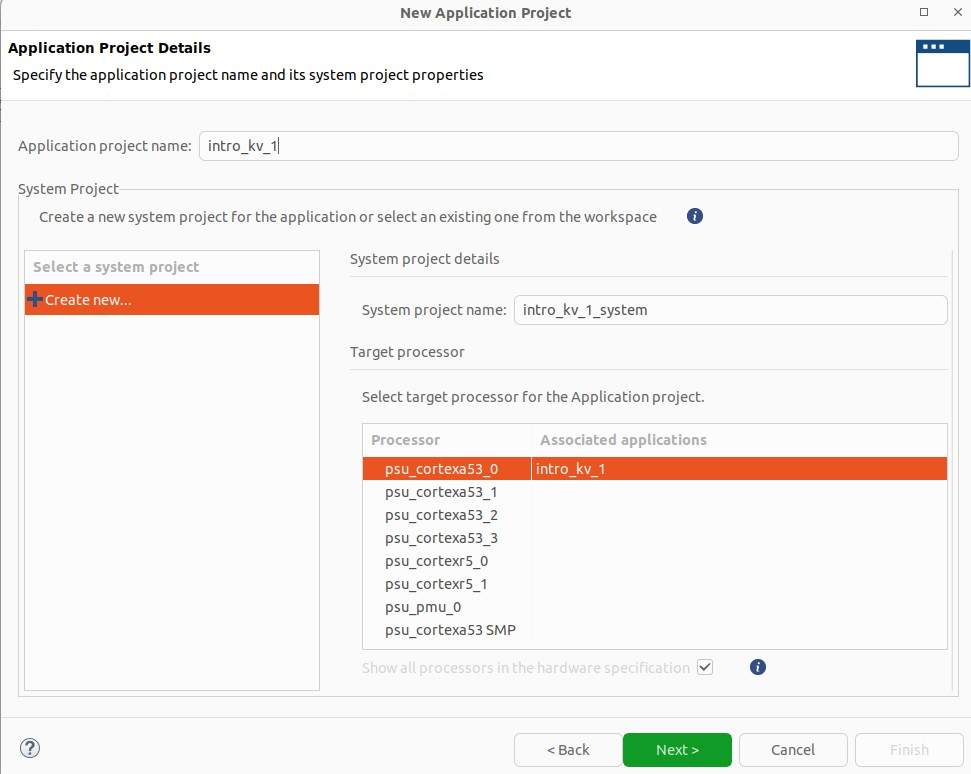 New Application Project
Application Project Details
Specify the application project name and its system project properties
Application project name: intro_kv_1
System Project
Create a new system project for the application or select an existing one from the workspace
Select a system project
Create new...
System project details
System project name: intro_kv_1_system
Target processor
Select target processor for the Application project.
Processor Associated applications
psu_cortexa53_0 intro_kv_1
psu_cortexa53_1
psu_cortexa53_2
psu_cortexa53_3
psu_cortexr5_0
psu_cortexr5_1
psu_pmu_0
psu_cortexa53 SMP
Show all processors in the hardware specification
< Back Next > Cancel Finish